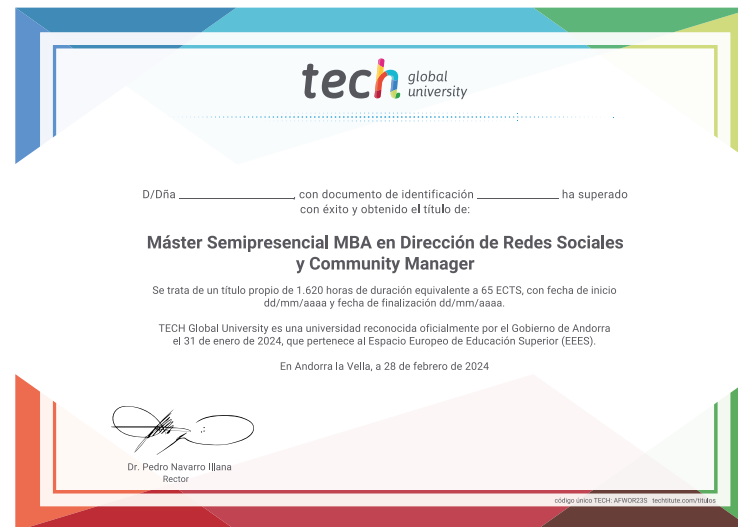 tech global
university
D/Dña ____________________, con documento de identificación ______________ ha superado
con éxito y obtenido el título de:
Máster Semipresencial MBA en Dirección de Redes Sociales
y Community Manager
Se trata de un título propio de 1.620 horas de duración equivalente a 65 ECTS, con fecha de inicio
dd/mm/aaaa y fecha de finalización dd/mm/aaaa.
TECH Global University es una universidad reconocida oficialmente por el Gobierno de Andorra
el 31 de enero de 2024, que pertenece al Espacio Europeo de Educación Superior (EEES).
En Andorra la Vella, a 28 de febrero de 2024
Dr. Pedro Navarro Illana
Rector
código único TECH: AFWOR23S techtitute.com/titulos